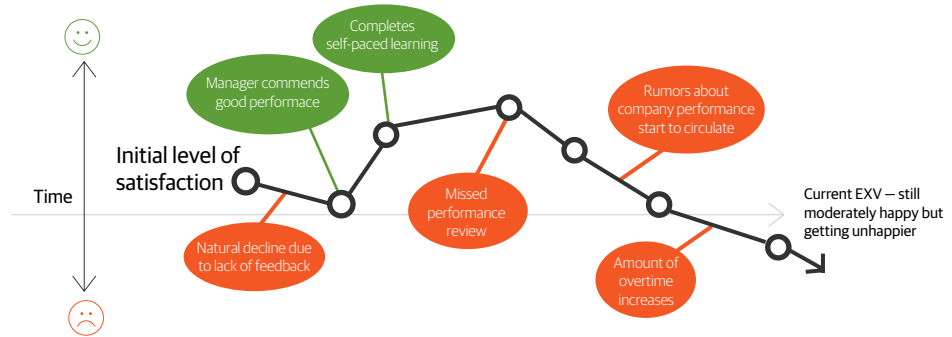 Completes
self-paced learning
Manager commends
good performace
Rumors about
company performance
start to circulate
Initial level of
satisfaction
Time
Missed
performance
review
Current EXV – still
moderately happy but
getting unhappier
Natural decline due
to lack of feedback
Amount of
overtime
increases